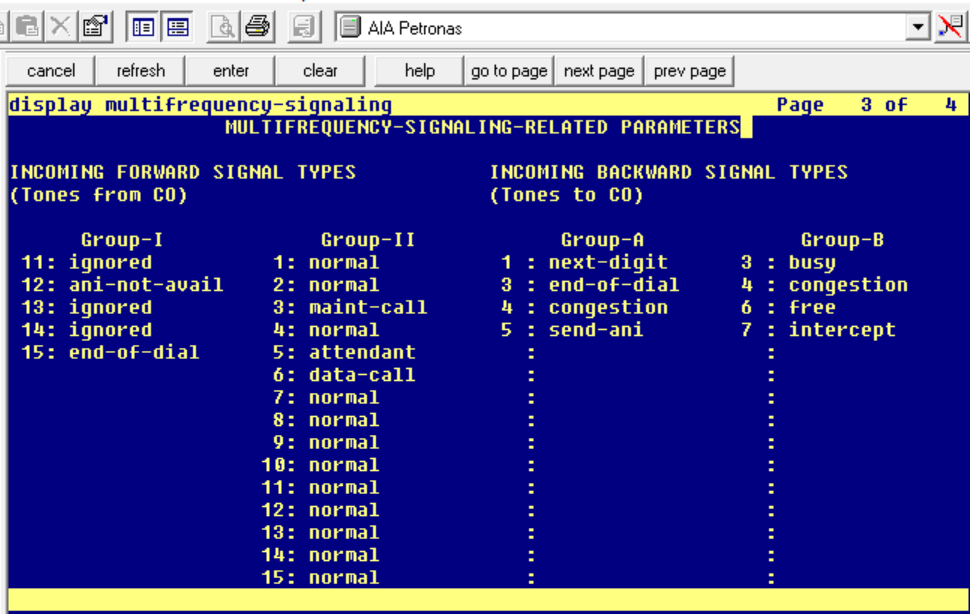 AIA Petronas
cancel refresh enter clear help go to page next page prev page
display multifrequency-signaling Page 3 of 4
MULTIFREQUENCY-SIGNALING-RELATED PARAMETERS
INCOMING FORWARD SIGNAL TYPES INCOMING BACKWARD SIGNAL TYPES
(Tones from CO) (Tones to CO)
Group-I Group-II Group-A Group-B
11: ignored 1: normal 1 : next-digit 3 : busy
12: ani-not-avail 2: normal 3 : end-of-dial 4 : congestion
13: ignored 3: maint-call 4 : congestion 6 : free
14: ignored 4: normal 5 : send-ani 7 : intercept
15: end-of-dial 5: attendant : :
6: data-call : :
7: normal : :
8: normal : :
9: normal : :
10: normal : :
11: normal : :
12: normal : :
13: normal : :
14: normal : :
15: normal : :